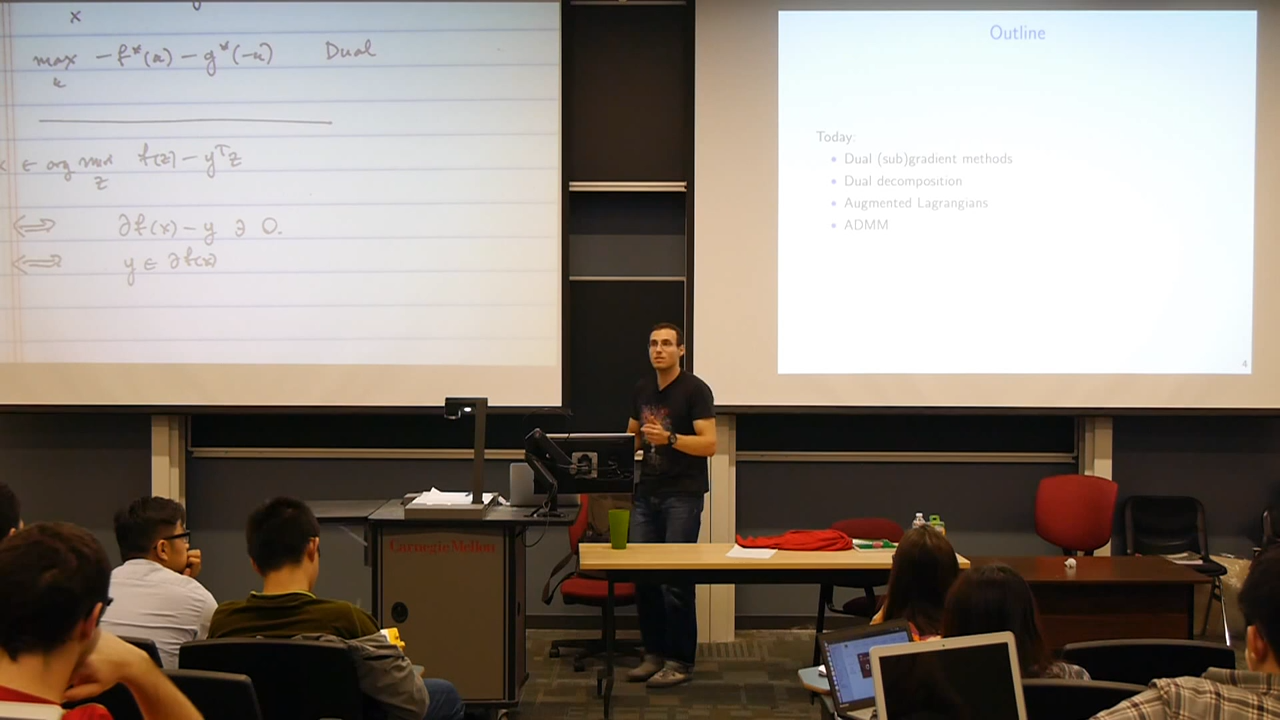 x
max -f*(u) - g*(-u) Dual
u
∈ arg min f(z) - yᵀz
z
⟺ ∂f(x) - y ∋ 0.
⟺ y ∈ ∂f(x)
Outline
Today:
• Dual (sub)gradient methods
• Dual decomposition
• Augmented Lagrangians
• ADMM
4
Carnegie Mellon